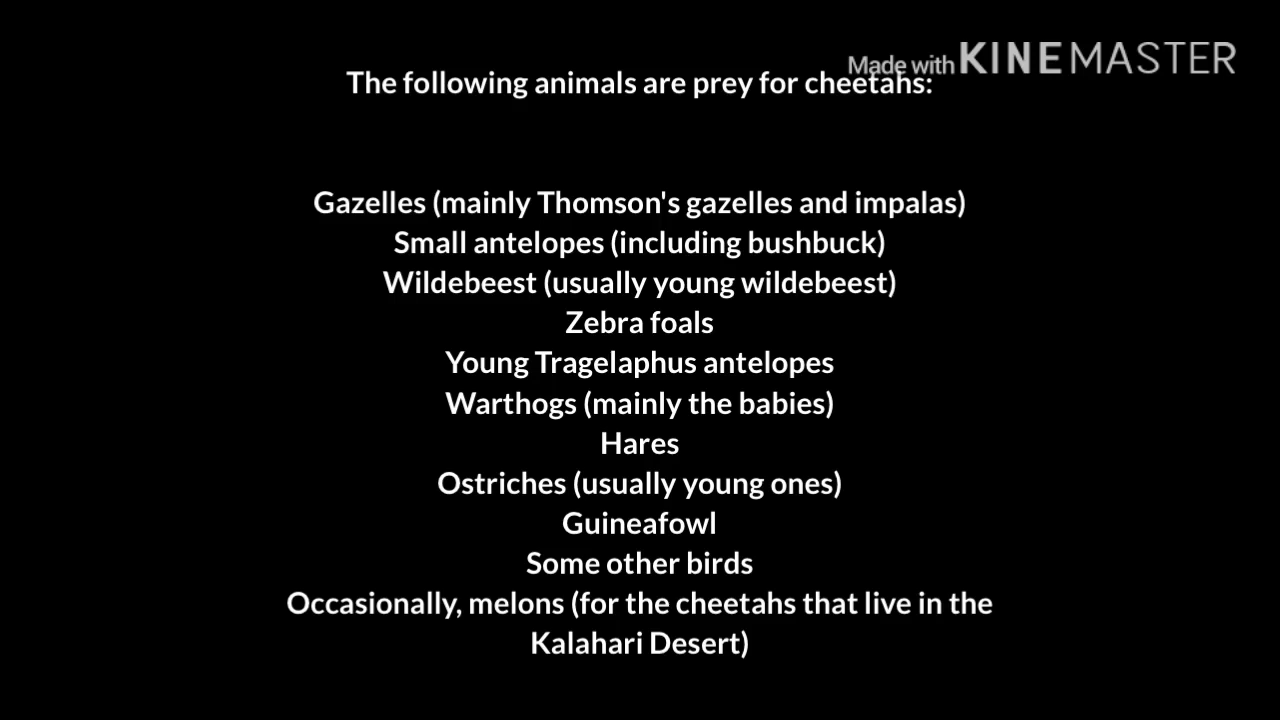 Made with KINEMASTER
The following animals are prey for cheetahs:
Gazelles (mainly Thomson's gazelles and impalas)
Small antelopes (including bushbuck)
Wildebeest (usually young wildebeest)
Zebra foals
Young Tragelaphus antelopes
Warthogs (mainly the babies)
Hares
Ostriches (usually young ones)
Guineafowl
Some other birds
Occasionally, melons (for the cheetahs that live in the
Kalahari Desert)